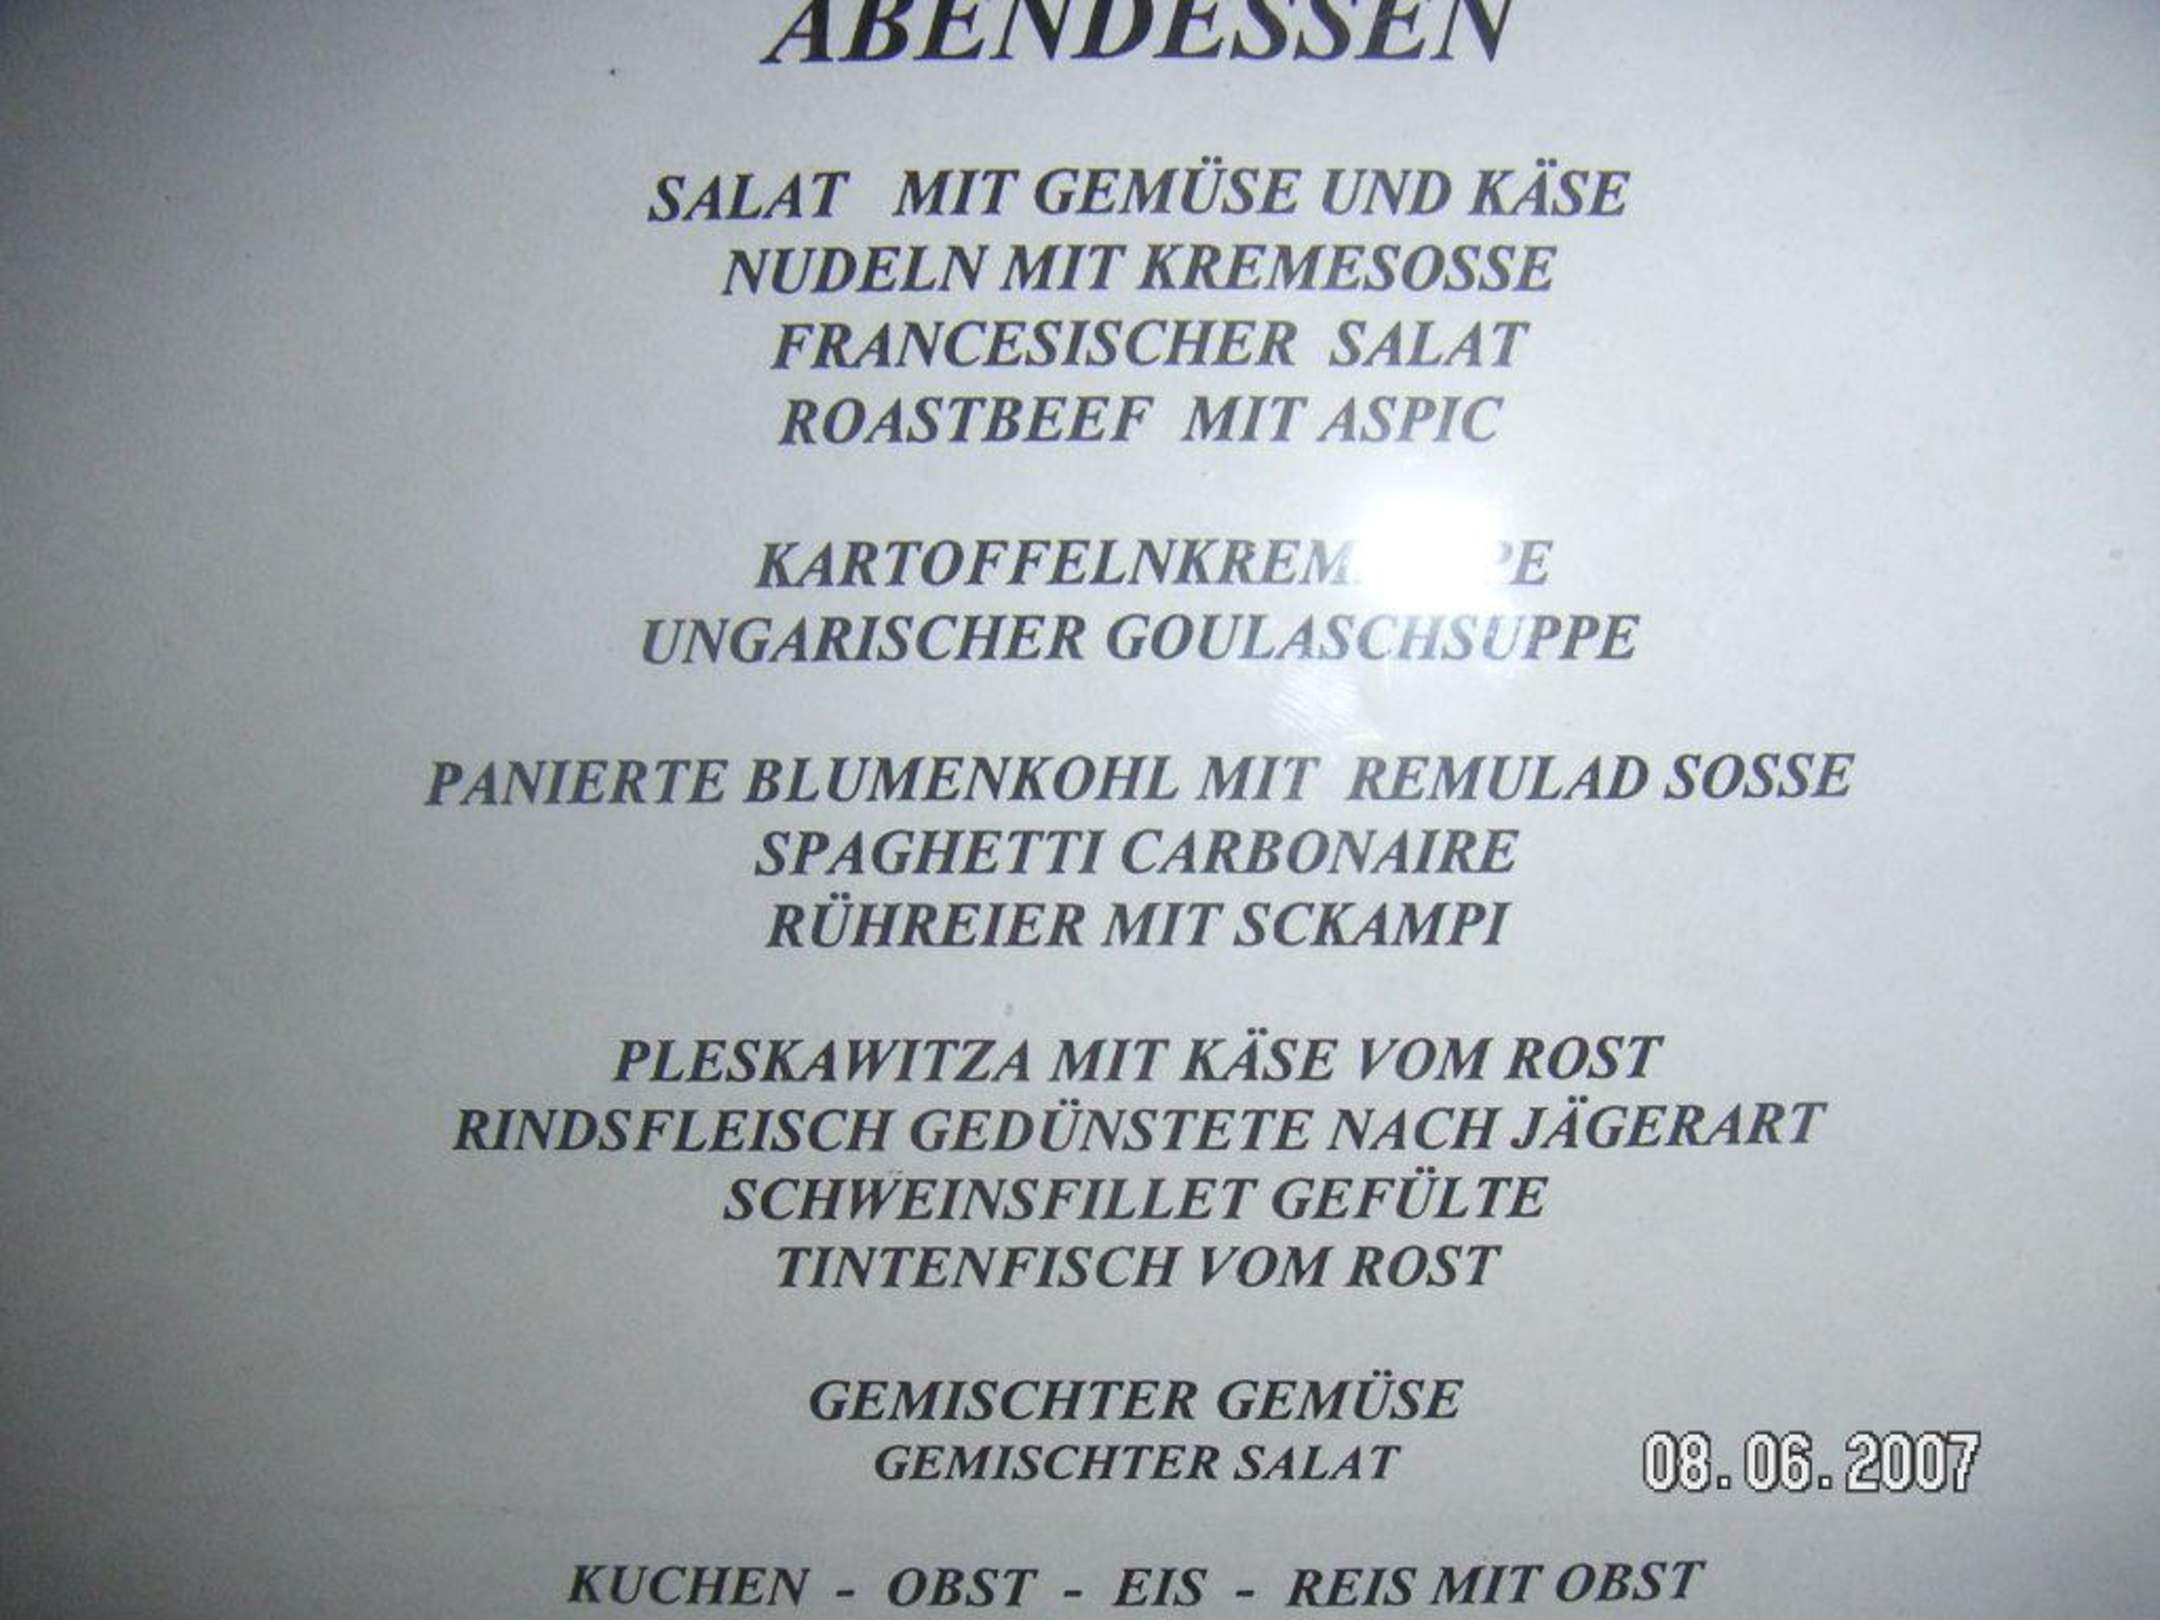 ABENDESSEN
SALAT MIT GEMÜSE UND KÄSE
NUDELN MIT KREMESOSSE
FRANCESISCHER SALAT
ROASTBEEF MIT ASPIC
UNGARISCHER GOULASCHSUPPE
PANIERTE BLUMENKOHL MIT REMULAD SOSSE
SPAGHETTI CARBONAIRE
RÜHREIER MIT SCKAMPI
PLESKAWITZA MIT KÄSE VOM ROST
RINDSFLEISCH GEDÜNSTETE NACH JÄGERART
SCHWEINSFILLET GEFÜLTE
TINTENFISCH VOM ROST
GEMISCHTER GEMÜSE
GEMISCHTER SALAT
08.06.2007
KUCHEN - OBST - EIS - REIS MIT OBST